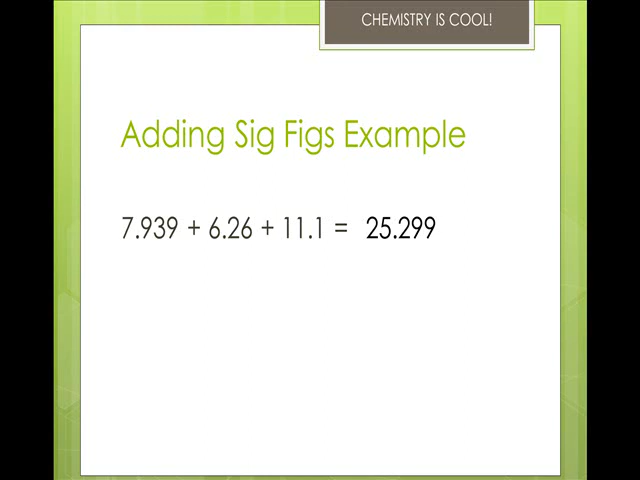 CHEMISTRY IS COOL!
Adding Sig Figs Example
7.939 + 6.26 + 11.1 = 25.299